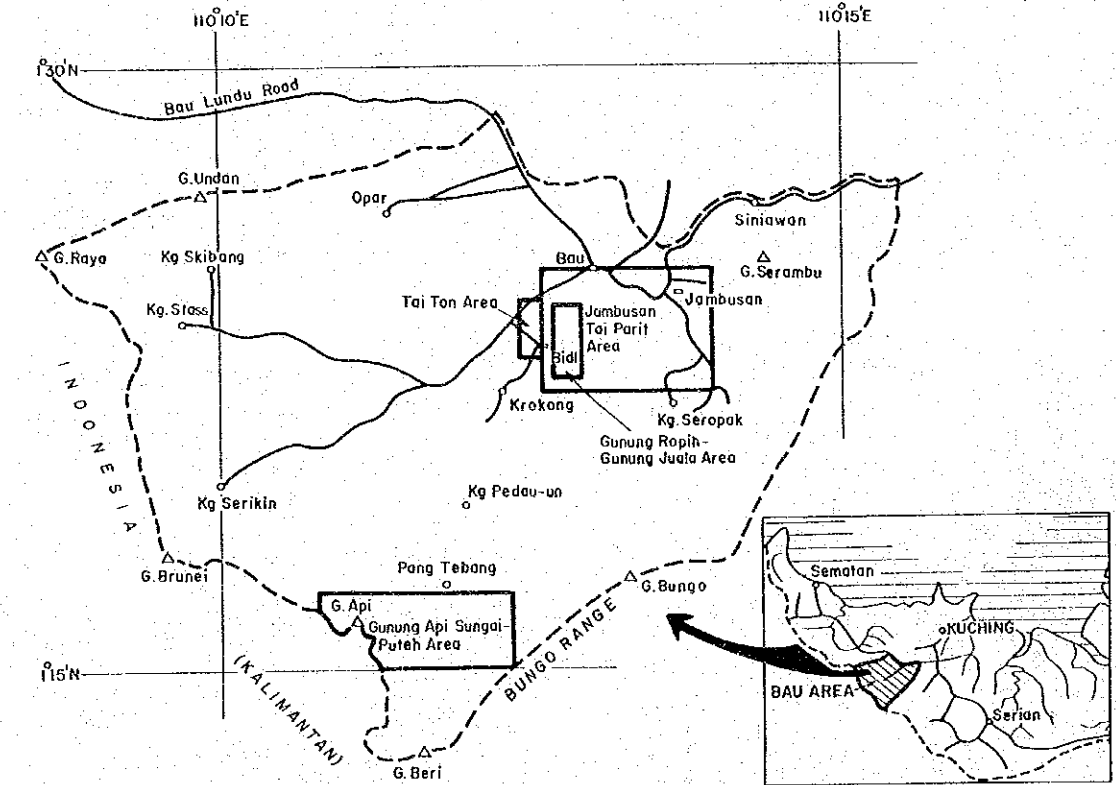 110°10'E
110°15'E
1°30'N
Bau Lundu Road
G.Undan
Opar
Siniawan
G.Raya
Kg Skibang
Bau
G.Serambu
Tai Ton Area
Jambusan
Kg.Stass
Jambusan
Tai Parit
Area
Bidi
INDONESIA
Krokong
Kg.Seropak
Gunung Ropih-
Gunung Juala Area
Kg Serikin
Kg Pedau-un
G.Brunei
Pang Tebang
G.Bungo
G.Api
Gunung Api Sungai
Puteh Area
1°15'N
(KALIMANTAN)
BUNGO RANGE
G.Beri
Sematan
KUCHING
BAU AREA
Serian